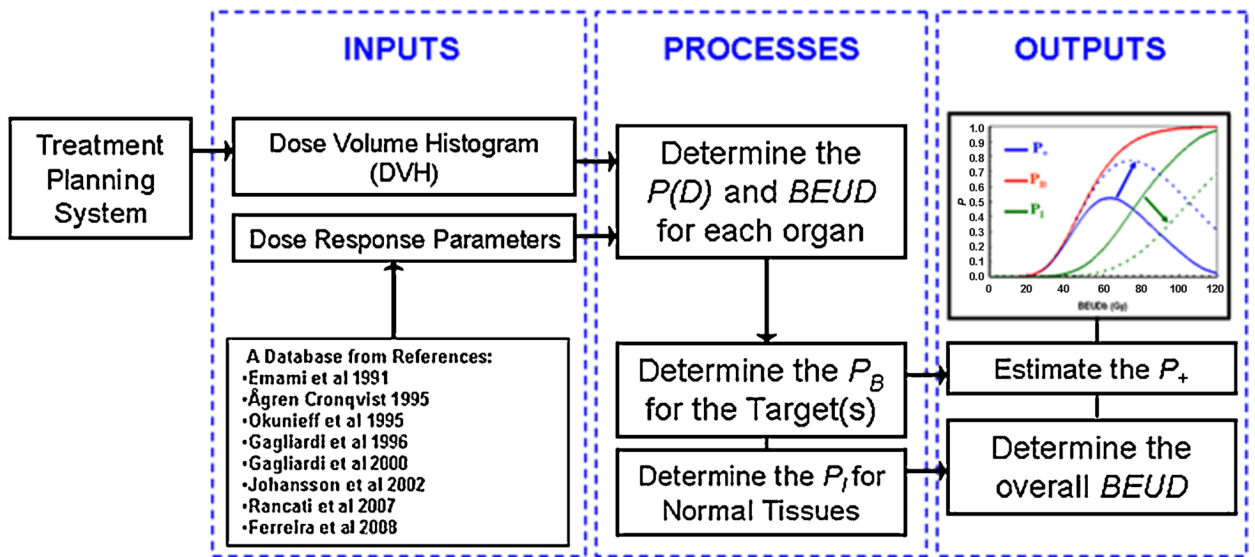 INPUTS
PROCESSES
OUTPUTS
Treatment
Planning
System
Dose Volume Histogram
(DVH)
Dose Response Parameters
A Database from References:
•Emami et al 1991
•Ågren Cronqvist 1995
•Okunieff et al 1995
•Gagliardi et al 1996
•Gagliardi et al 2000
•Johansson et al 2002
•Rancati et al 2007
•Ferreira et al 2008
Determine the
P(D) and BEUD
for each organ
Determine the P_B
for the Target(s)
Determine the P_I for
Normal Tissues
1.0
0.9
0.8
0.7
0.6
0.5
0.4
0.3
0.2
0.1
0.0
P
P_+
P_B
P_I
0 20 40 60 80 100 120
BEUDB (Gy)
Estimate the P_+
Determine the
overall BEUD